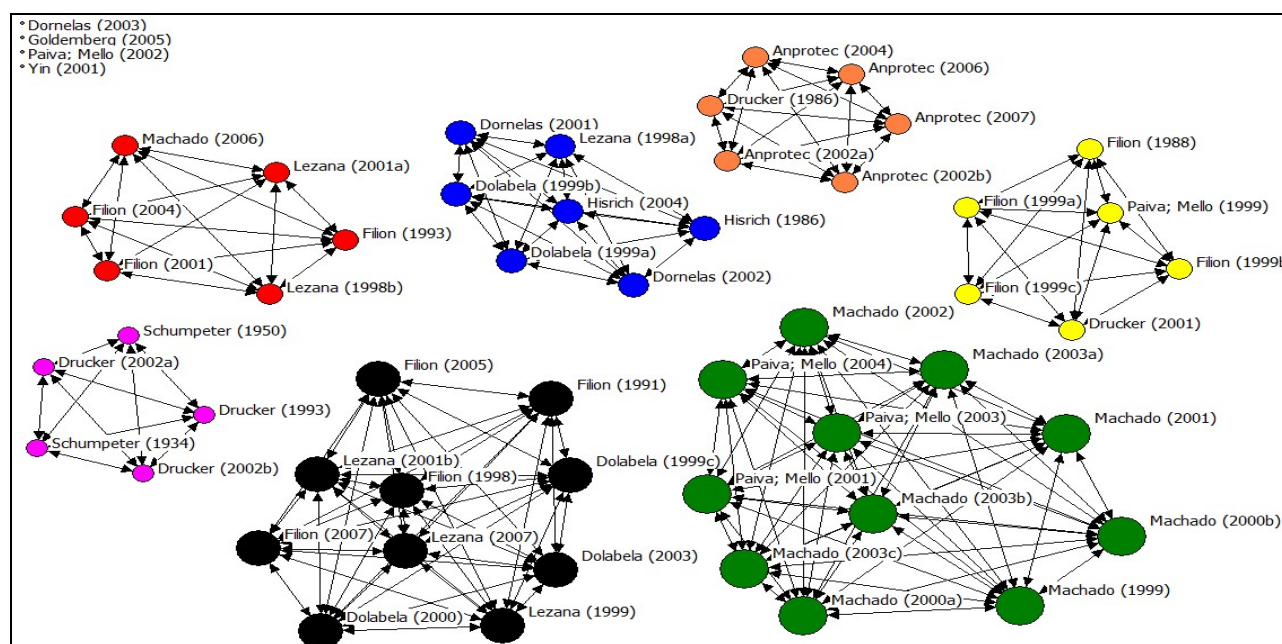 ° Dornelas (2003)
° Goldemberg (2005)
° Paiva; Mello (2002)
° Yin (2001)
Machado (2006)
Lezana (2001a)
Filion (2004)
Filion (1993)
Filion (2001)
Lezana (1998b)
Dornelas (2001)
Lezana (1998a)
Dolabela (1999b)
Hisrich (2004)
Hisrich (1986)
Dolabela (1999a)
Dornelas (2002)
Anprotec (2004)
Anprotec (2006)
Drucker (1986)
Anprotec (2007)
Anprotec (2002a)
Anprotec (2002b)
Filion (1988)
Filion (1999a)
Paiva; Mello (1999)
Filion (1999b
Filion (1999c)
Drucker (2001)
Schumpeter (1950)
Drucker (2002a)
Drucker (1993)
Schumpeter (1934)
Drucker (2002b)
Filion (2005)
Filion (1991)
Lezana (2001b)
Filion (1998)
Dolabela (1999c)
Filion (2007)
Lezana (2007)
Dolabela (2003)
Dolabela (2000)
Lezana (1999)
Machado (2002)
Machado (2003a)
Paiva; Mello (2004)
Paiva; Mello (2003)
Machado (2001)
Paiva; Mello (2001)
Machado (2003b)
Machado (2000b)
Machado (2003c)
Machado (2000a)
Machado (1999)